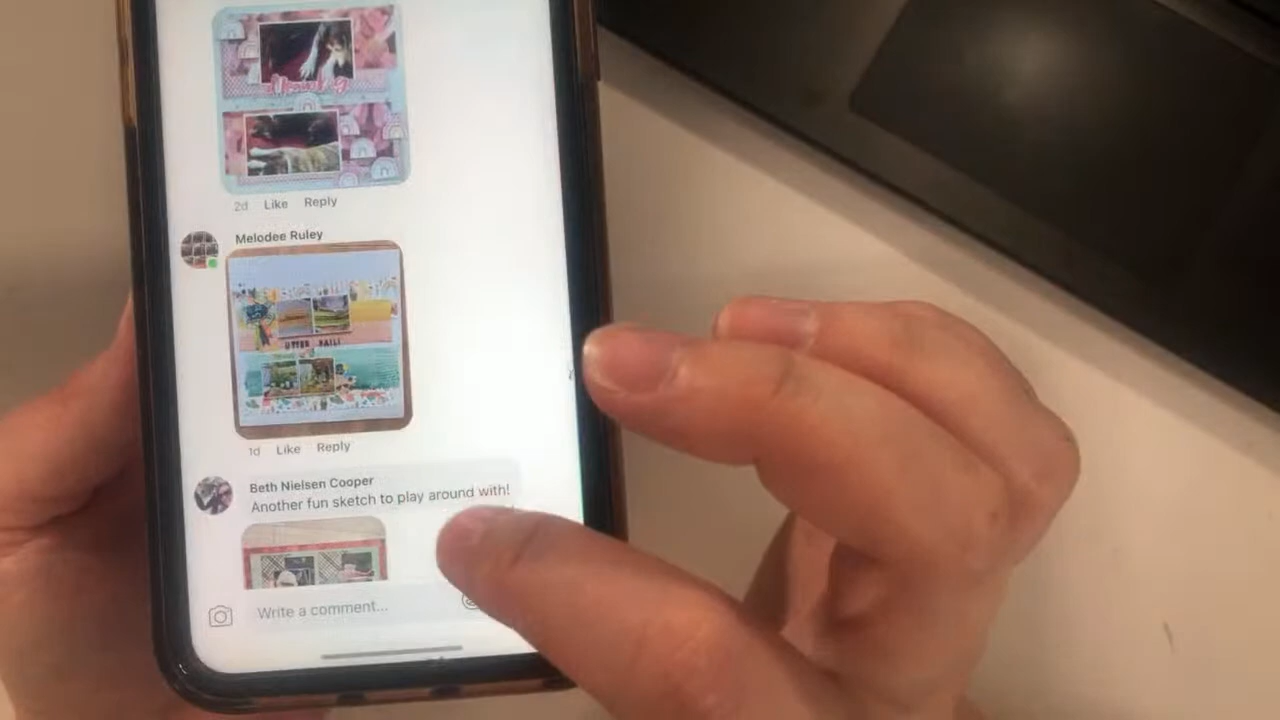 2d Like Reply
Melodee Ruley
UTTER
1d Like Reply
Beth Nielsen Cooper
Another fun sketch to play around with!
Write a comment...